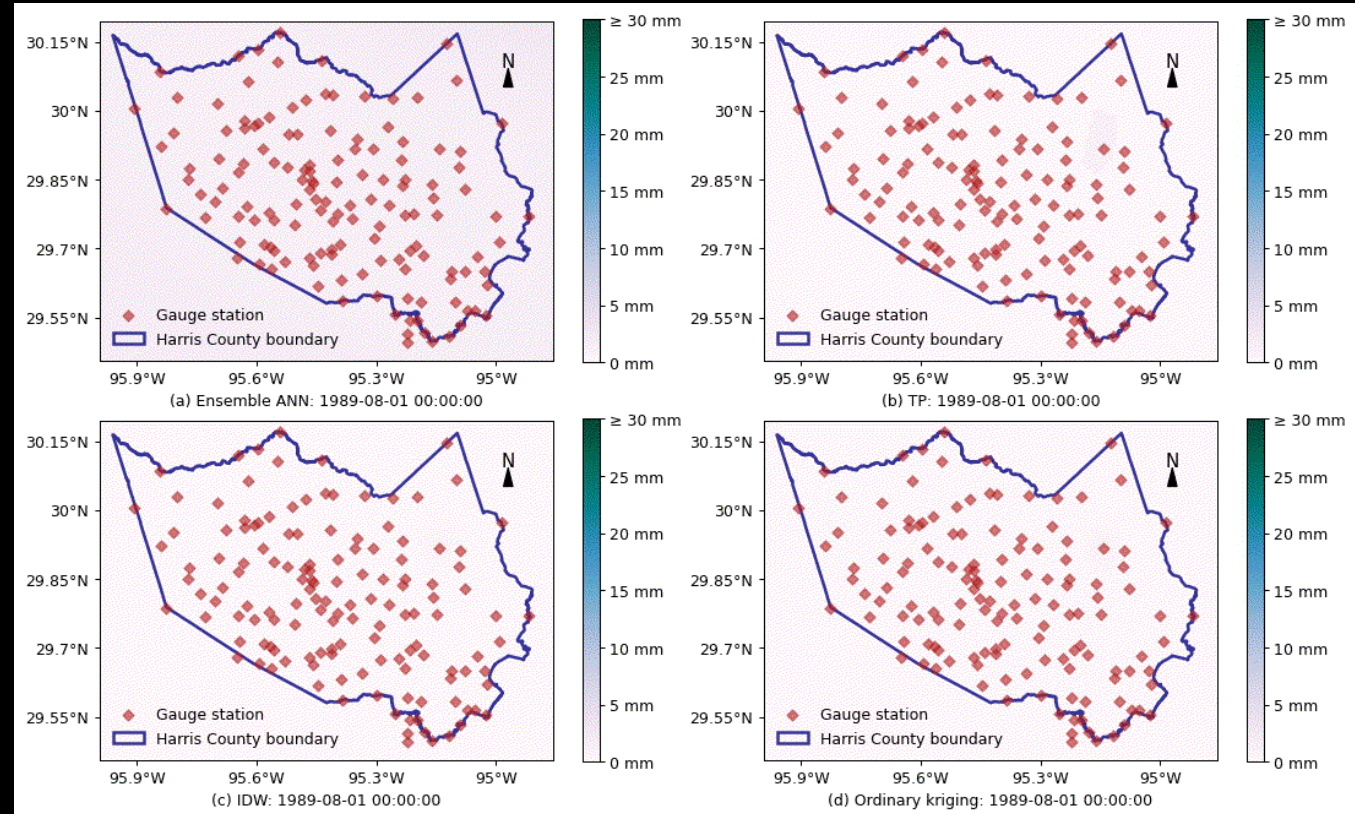 30.15°N
30°N
29.85°N
29.7°N
29.55°N
N
Gauge station
Harris County boundary
95.9°W
95.6°W
95.3°W
95°W
≥ 30 mm
25 mm
20 mm
15 mm
10 mm
5 mm
0 mm
(a) Ensemble ANN: 1989-08-01 00:00:00
30.15°N
30°N
29.85°N
29.7°N
29.55°N
N
Gauge station
Harris County boundary
95.9°W
95.6°W
95.3°W
95°W
≥ 30 mm
25 mm
20 mm
15 mm
10 mm
5 mm
0 mm
(b) TP: 1989-08-01 00:00:00
30.15°N
30°N
29.85°N
29.7°N
29.55°N
N
Gauge station
Harris County boundary
95.9°W
95.6°W
95.3°W
95°W
≥ 30 mm
25 mm
20 mm
15 mm
10 mm
5 mm
0 mm
(c) IDW: 1989-08-01 00:00:00
30.15°N
30°N
29.85°N
29.7°N
29.55°N
N
Gauge station
Harris County boundary
95.9°W
95.6°W
95.3°W
95°W
≥ 30 mm
25 mm
20 mm
15 mm
10 mm
5 mm
0 mm
(d) Ordinary kriging: 1989-08-01 00:00:00